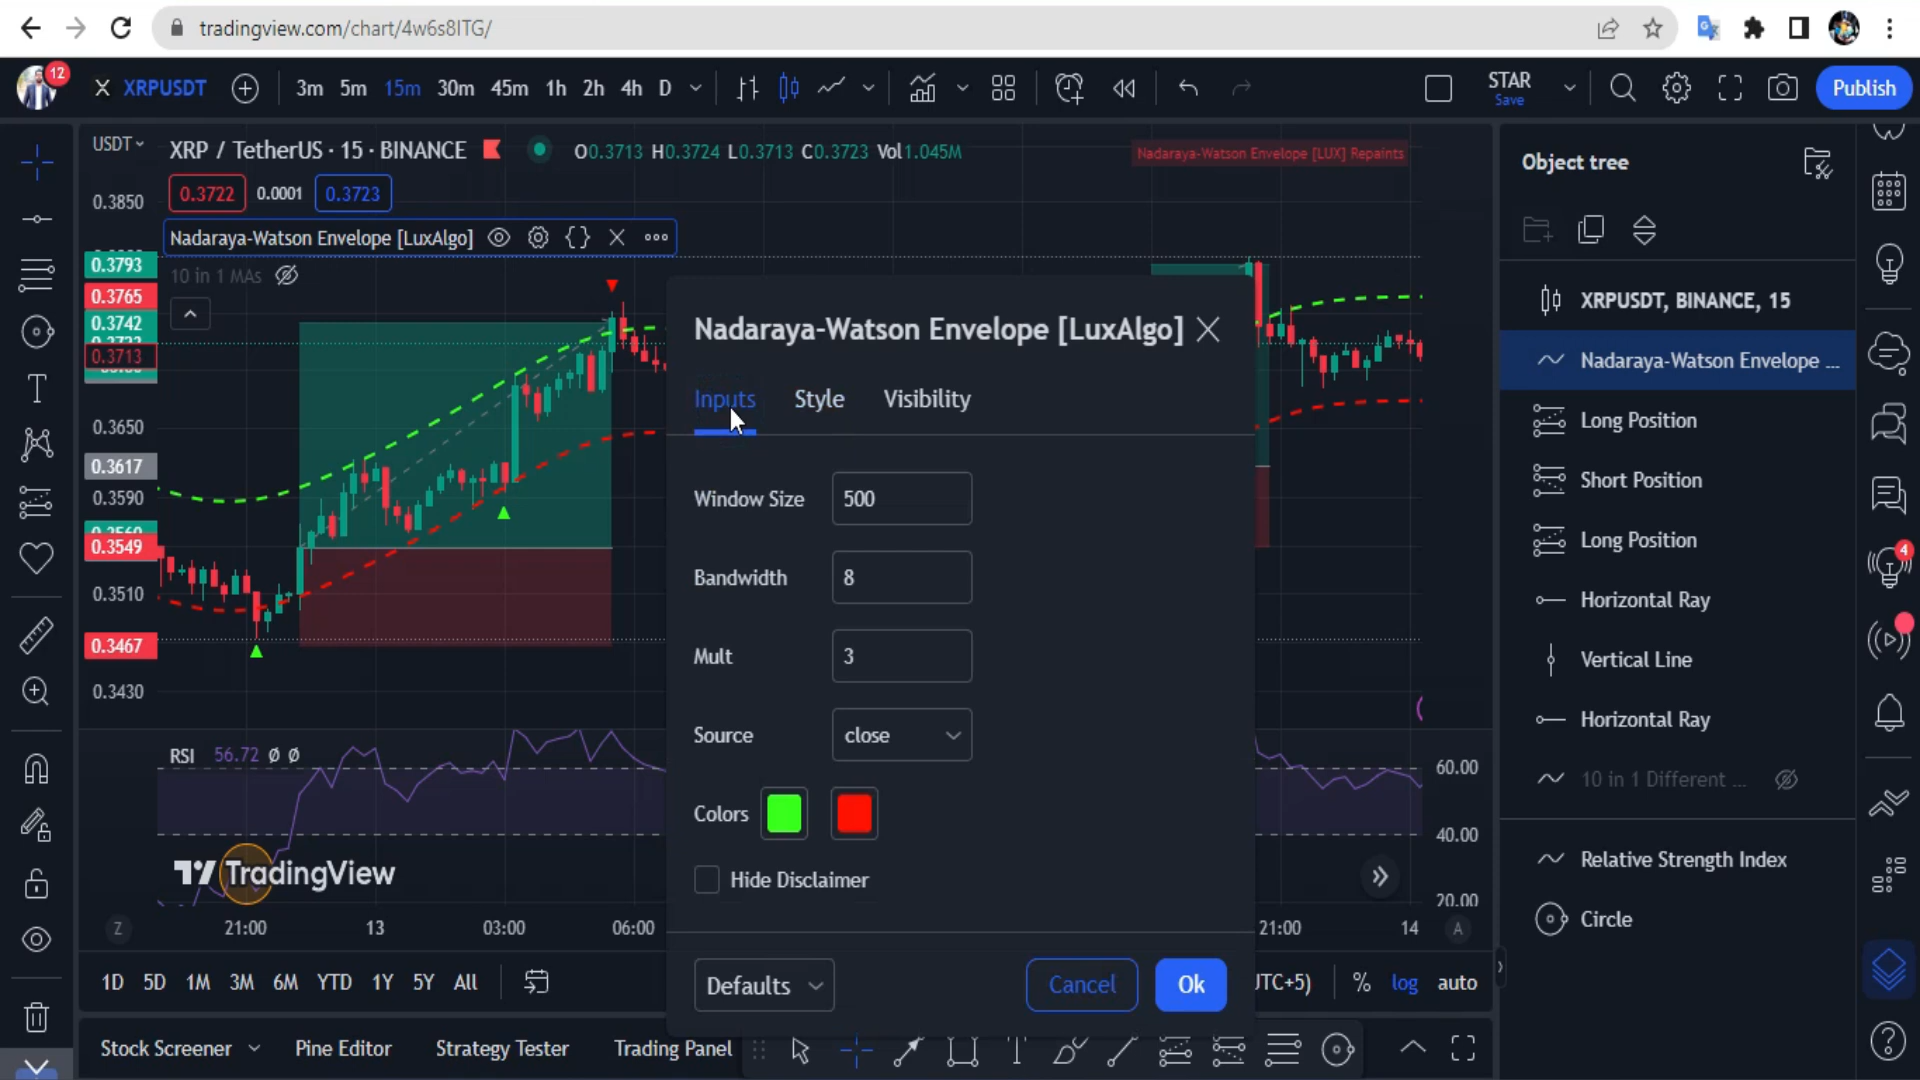 tradingview.com/chart/4w6s8ITG/
12
XRPUSDT
3m 5m 15m 30m 45m 1h 2h 4h D
STAR
Save
Publish
USDT
XRP / TetherUS · 15 · BINANCE
O0.3713 H0.3724 L0.3713 C0.3723 Vol1.045M
Nadaraya-Watson Envelope [LUX] Repaints
0.3722 0.0001 0.3723
Nadaraya-Watson Envelope [LuxAlgo]
10 in 1 MAs
0.3850
0.3793
0.3765
0.3742
0.3713
0.3650
0.3617
0.3590
0.3549
0.3510
0.3467
0.3430
Nadaraya-Watson Envelope [LuxAlgo]
Inputs Style Visibility
Window Size 500
Bandwidth 8
Mult 3
Source close
Colors
Hide Disclaimer
Defaults Cancel Ok
RSI 56.72 Ø Ø
60.00
40.00
20.00
TradingView
Z 21:00 13 03:00 06:00 21:00 14 A
1D 5D 1M 3M 6M YTD 1Y 5Y All
UTC+5) % log auto
Stock Screener Pine Editor Strategy Tester Trading Panel
Object tree
XRPUSDT, BINANCE, 15
Nadaraya-Watson Envelope ...
Long Position
Short Position
Long Position
Horizontal Ray
Vertical Line
Horizontal Ray
10 in 1 Different ...
Relative Strength Index
Circle
4